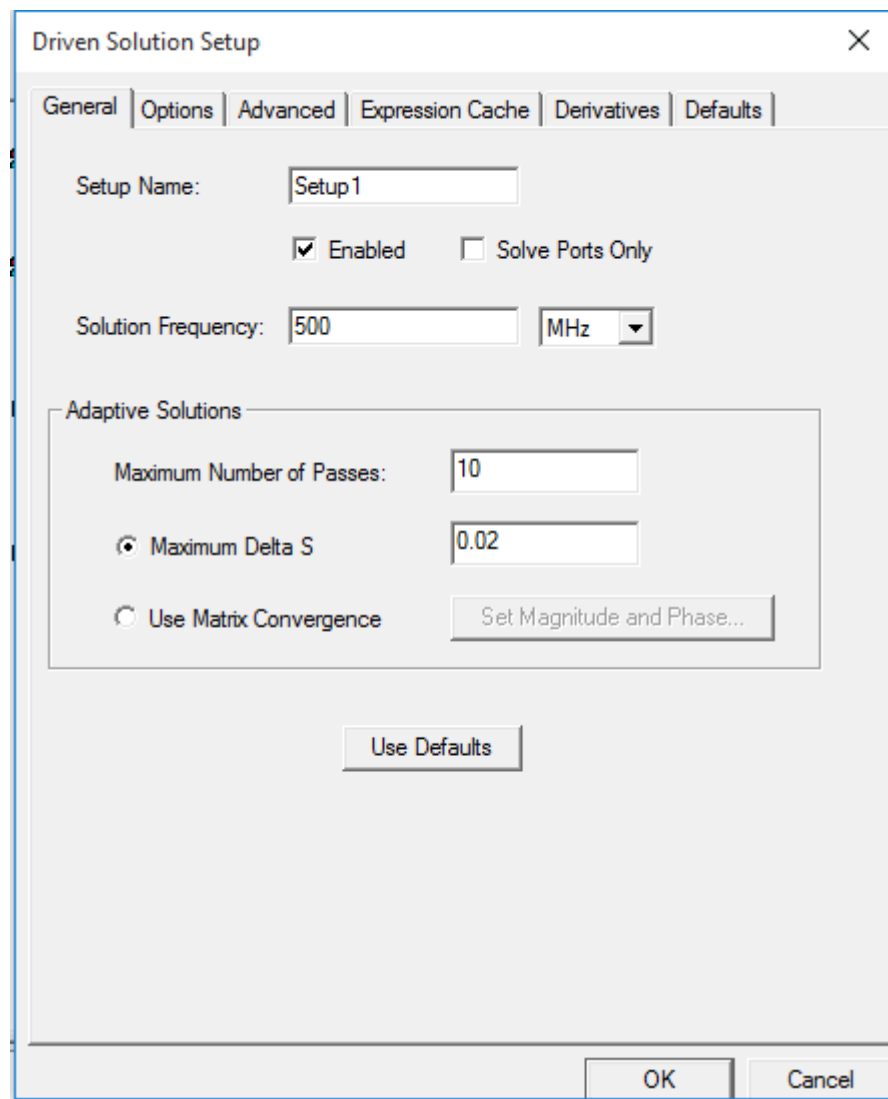 Driven Solution Setup
General Options Advanced Expression Cache Derivatives Defaults
Setup Name: Setup1
Enabled Solve Ports Only
Solution Frequency: 500 MHz
Adaptive Solutions
Maximum Number of Passes: 10
Maximum Delta S 0.02
Use Matrix Convergence Set Magnitude and Phase...
Use Defaults
OK Cancel